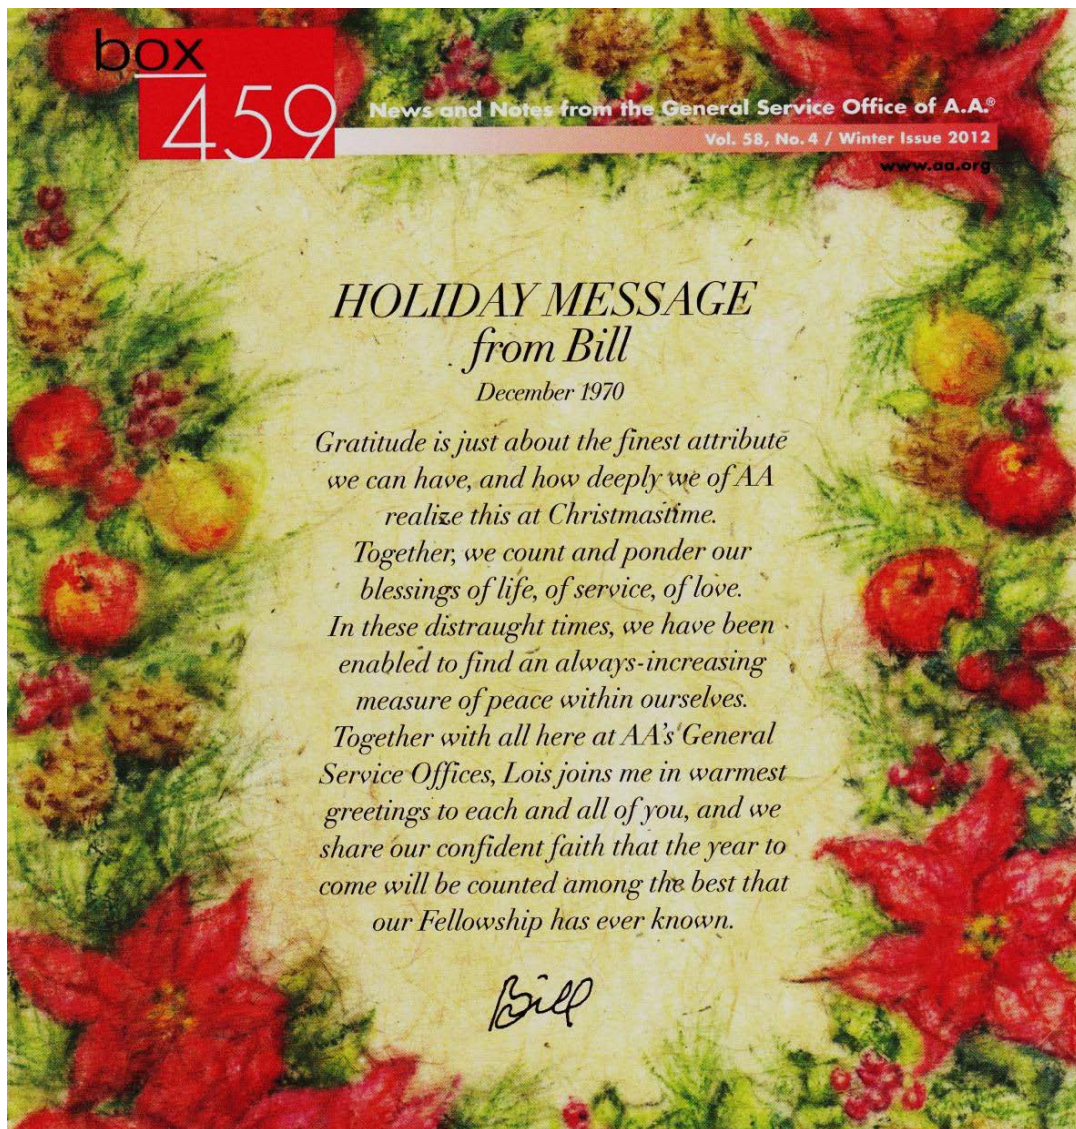 box
459
News and Notes from the General Service Office of A.A.®
Vol. 58, No. 4 / Winter Issue 2012
www.aa.org
HOLIDAY MESSAGE
from Bill
December 1970
Gratitude is just about the finest attribute
we can have, and how deeply we of AA
realize this at Christmastime.
Together, we count and ponder our
blessings of life, of service, of love.
In these distraught times, we have been
enabled to find an always-increasing
measure of peace within ourselves.
Together with all here at AA's General
Service Offices, Lois joins me in warmest
greetings to each and all of you, and we
share our confident faith that the year to
come will be counted among the best that
our Fellowship has ever known.
Bill